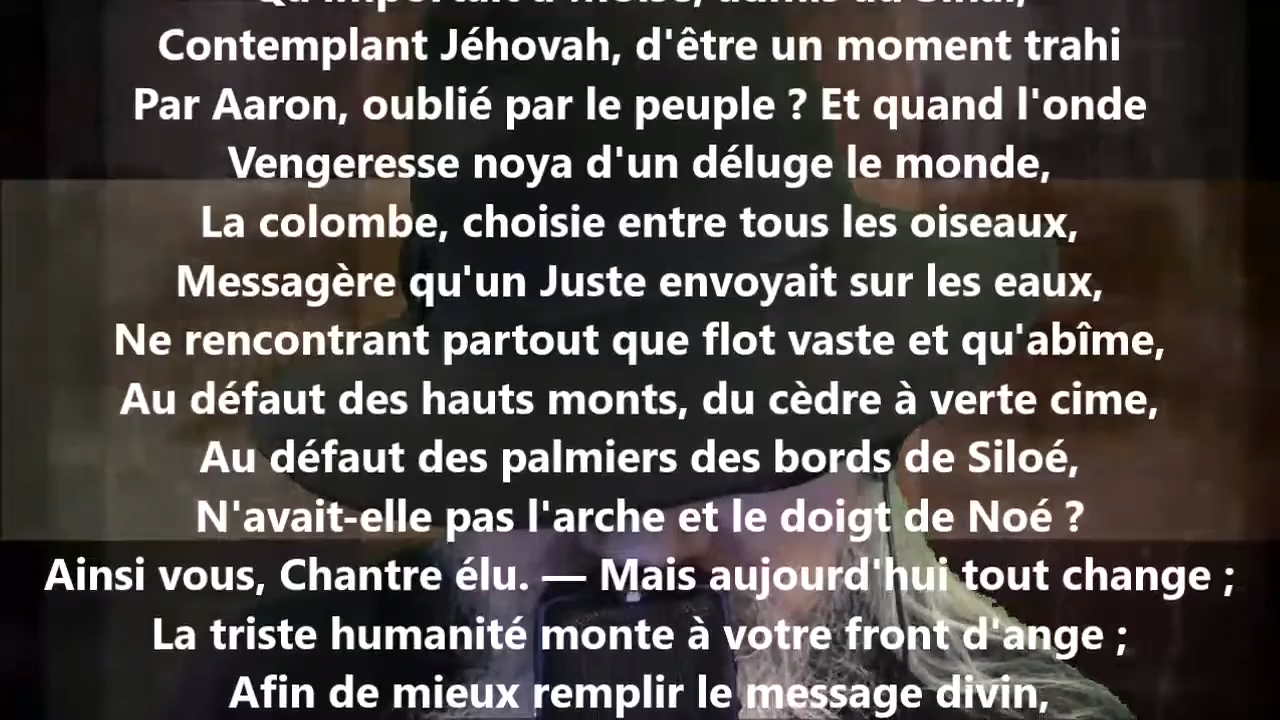 Contemplant Jéhovah, d'être un moment trahi
Par Aaron, oublié par le peuple ? Et quand l'onde
Vengeresse noya d'un déluge le monde,
La colombe, choisie entre tous les oiseaux,
Messagère qu'un Juste envoyait sur les eaux,
Ne rencontrant partout que flot vaste et qu'abîme,
Au défaut des hauts monts, du cèdre à verte cime,
Au défaut des palmiers des bords de Siloé,
N'avait-elle pas l'arche et le doigt de Noé ?
Ainsi vous, Chantre élu. — Mais aujourd'hui tout change ;
La triste humanité monte à votre front d'ange ;
Afin de mieux remplir le message divin,